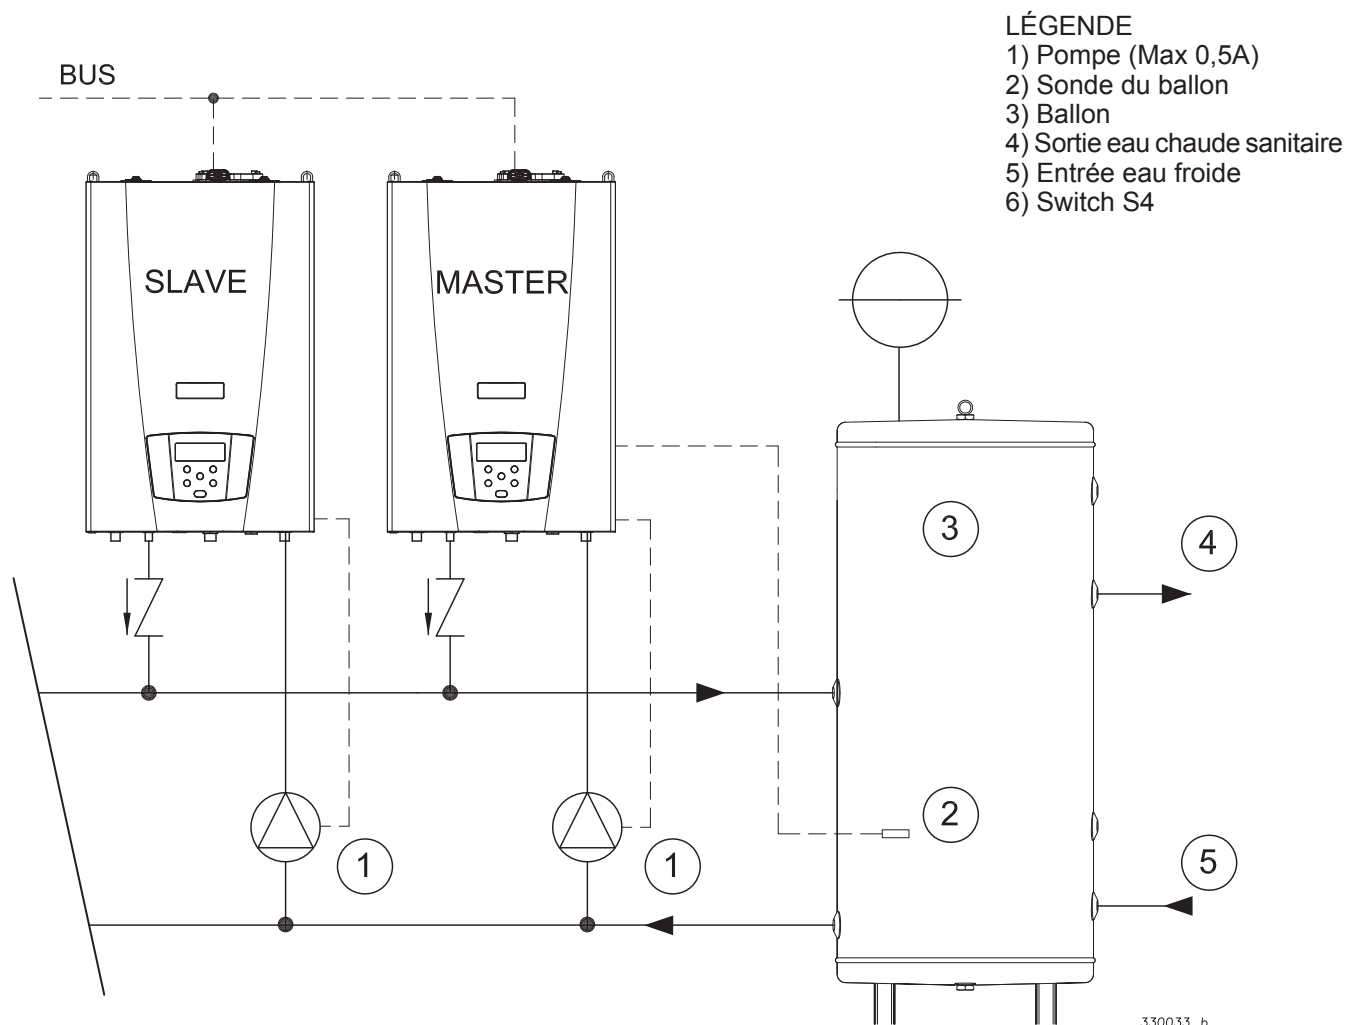 LÉGENDE
1) Pompe (Max 0,5A)
2) Sonde du ballon
3) Ballon
4) Sortie eau chaude sanitaire
5) Entrée eau froide
6) Switch S4
BUS
SLAVE
MASTER
3
4
2
1
1
5
330033 b